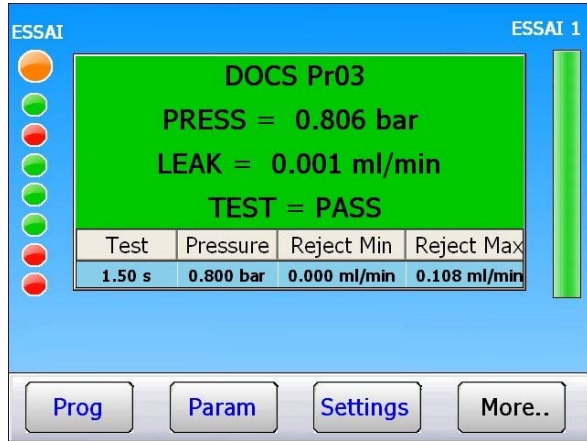 ESSAI
ESSAI 1
DOCS Pr03
PRESS = 0.806 bar
LEAK = 0.001 ml/min
TEST = PASS
Test Pressure Reject Min Reject Max
1.50 s 0.800 bar 0.000 ml/min 0.108 ml/min
Prog Param Settings More..